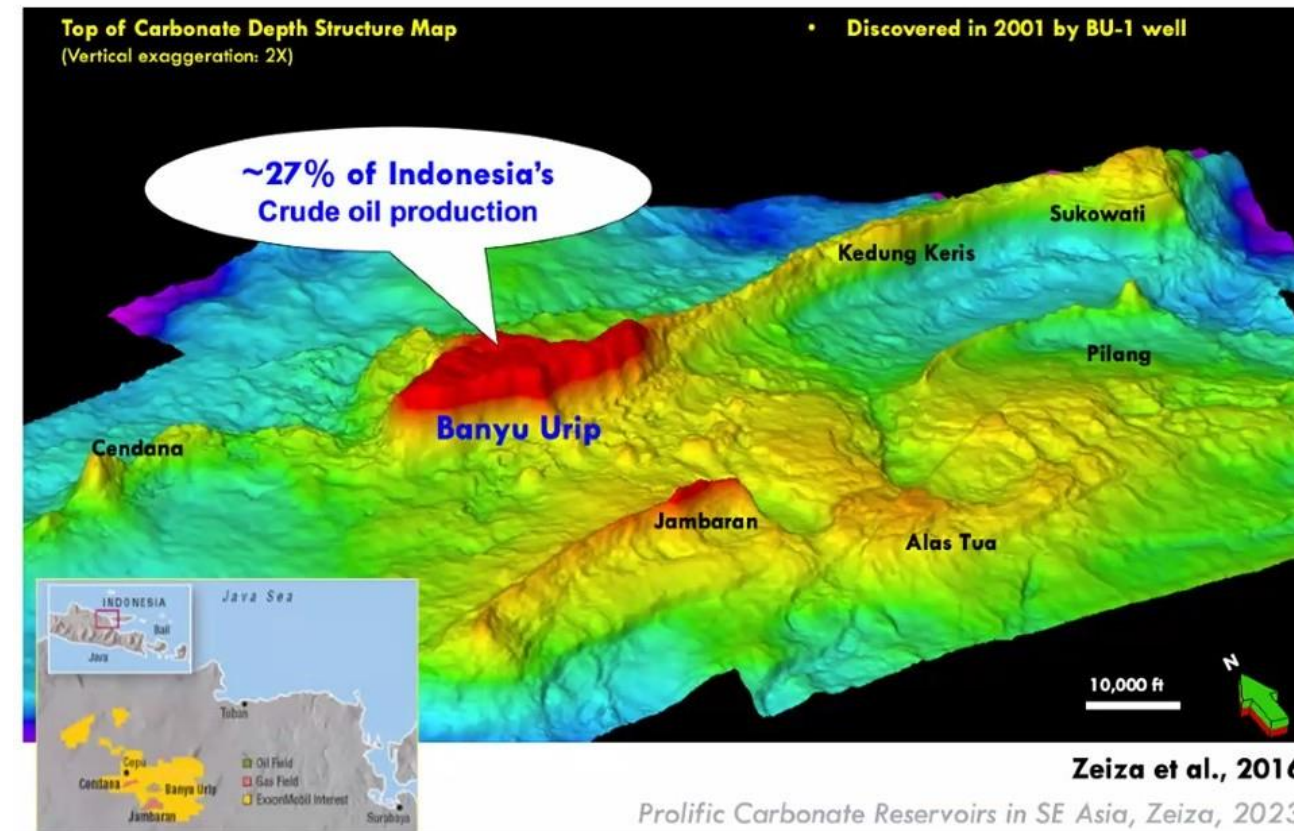 Top of Carbonate Depth Structure Map
(Vertical exaggeration: 2X)
• Discovered in 2001 by BU-1 well
~27% of Indonesia's
Crude oil production
Sukowati
Kedung Keris
Pilang
Banyu Urip
Cendana
Jambaran
Alas Tua
INDONESIA
Java Sea
Bali
Java
Tuban
Cepu
Cendana
Banyu Urip
Jambaran
Oil Field
Gas Field
ExxonMobil Interest
Surabaya
10,000 ft
N
Zeiza et al., 2016
Prolific Carbonate Reservoirs in SE Asia, Zeiza, 2023